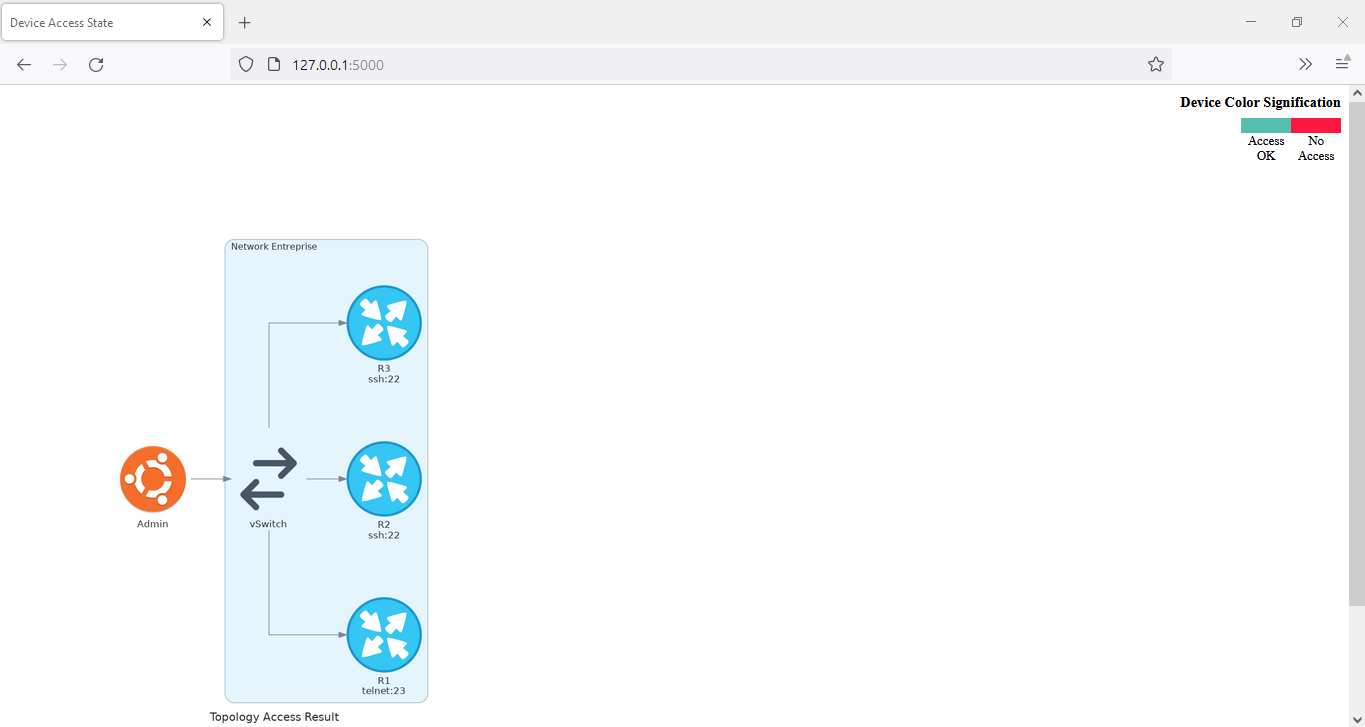 Device Access State
127.0.0.1:5000
Device Color Signification
Access OK
No Access
Network Entreprise
R3
ssh:22
Admin
vSwitch
R2
ssh:22
R1
telnet:23
Topology Access Result